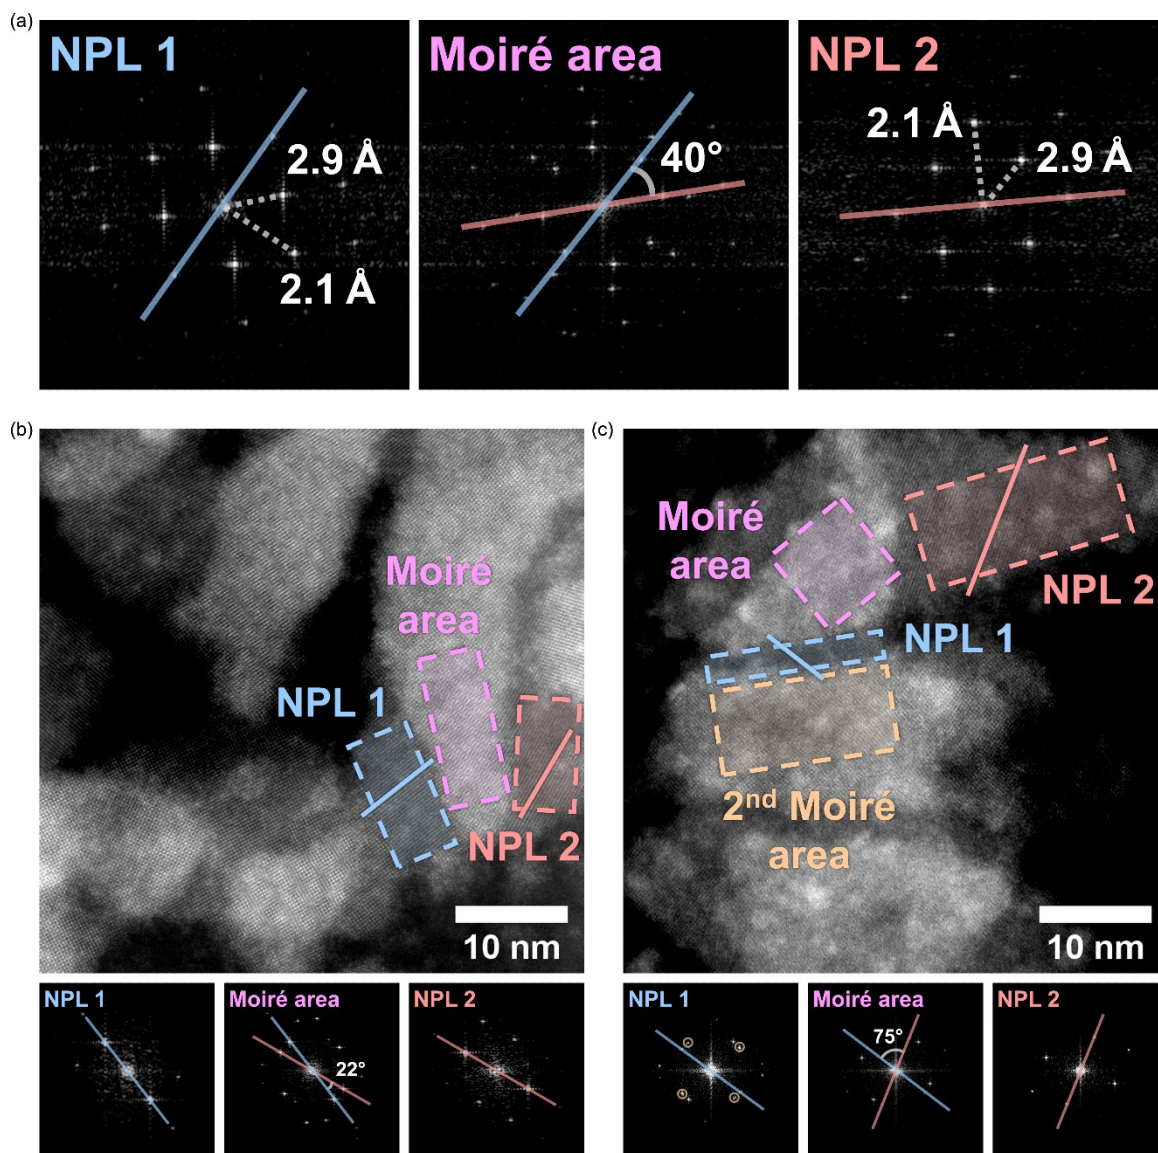 (a)
NPL 1
2.9 Å
2.1 Å
Moiré area
40°
NPL 2
2.1 Å
2.9 Å
(b)
Moiré
area
NPL 1
NPL 2
10 nm
NPL 1
Moiré area
22°
NPL 2
(c)
Moiré
area
NPL 2
NPL 1
2nd Moiré
area
10 nm
NPL 1
Moiré area
75°
NPL 2